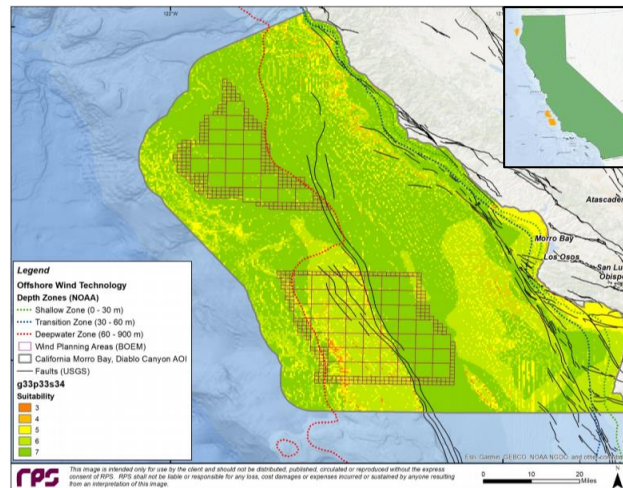 122°W
Atascader
Morro Bay
Los Osos
San Lu
Obispo
Legend
Offshore Wind Technology
Depth Zones (NOAA)
Shallow Zone (0 - 30 m)
Transition Zone (30 - 60 m)
Deepwater Zone (60 - 900 m)
Wind Planning Areas (BOEM)
California Morro Bay, Diablo Canyon AOI
Faults (USGS)
g33p33s34
Suitability
3
4
5
6
7
Esri, Garmin, GEBCO, NOAA NGDC, and other
rps
This image is intended only for use by the client and should not be distributed, published, circulated or reproduced without the express
consent of RPS. RPS shall not be liable or responsible for any loss, cost damages or expenses incurred or sustained by anyone resulting
from an interpretation of this image.
0 10 20
Miles
N